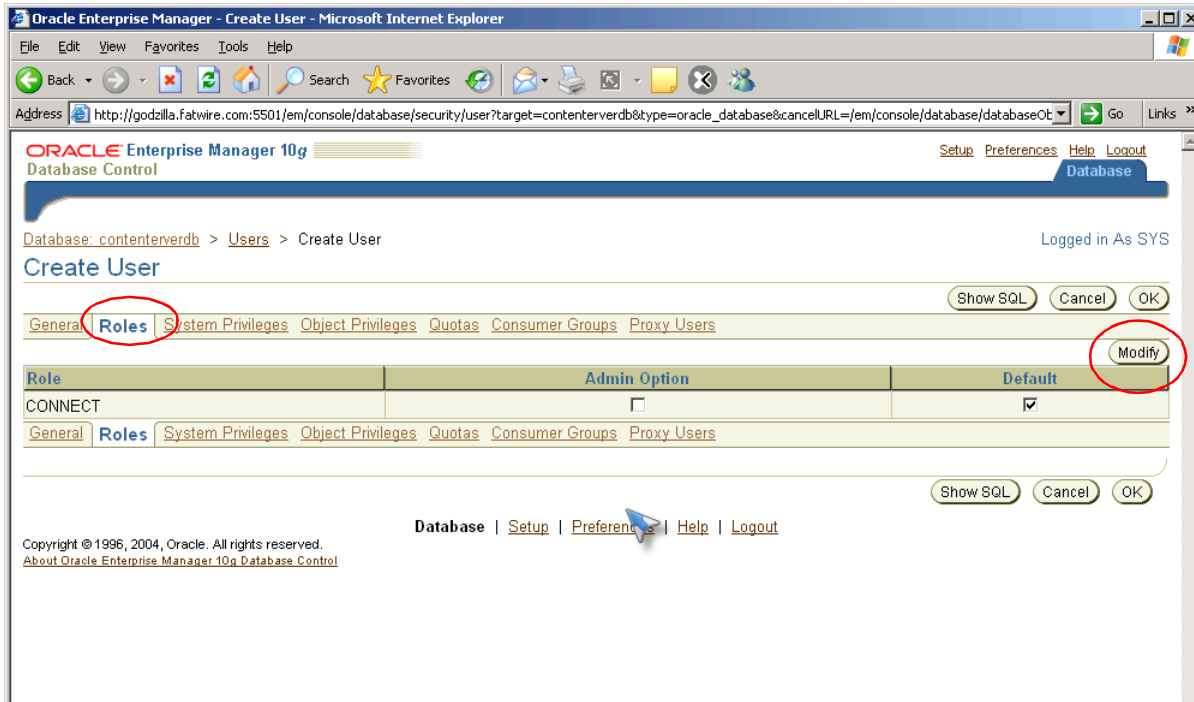 Oracle Enterprise Manager - Create User - Microsoft Internet Explorer
File Edit View Favorites Tools Help
Back Search Favorites
Address http://godzilla.fatwire.com:5501/em/console/database/security/user?target=contenterverdb&type=oracle_database&cancelURL=/em/console/database/databaseOb Go Links »
ORACLE Enterprise Manager 10g
Database Control
Setup Preferences Help Logout
Database
Database: contenterverdb > Users > Create User Logged in As SYS
Create User
Show SQL Cancel OK
General Roles System Privileges Object Privileges Quotas Consumer Groups Proxy Users
Modify
Role Admin Option Default
CONNECT
General Roles System Privileges Object Privileges Quotas Consumer Groups Proxy Users
Show SQL Cancel OK
Database | Setup | Preferences | Help | Logout
Copyright © 1996, 2004, Oracle. All rights reserved.
About Oracle Enterprise Manager 10g Database Control